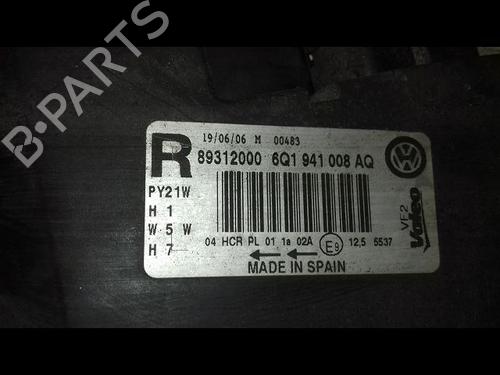 19/06/06 M 00483
R 89312000 6Q1 941 008 AQ
PY21W
H 1
W 5 W
H 7
04 HCR PL 01 1a 02A E9 12,5 5537
MADE IN SPAIN
VF2
Valeo
B-PARTS